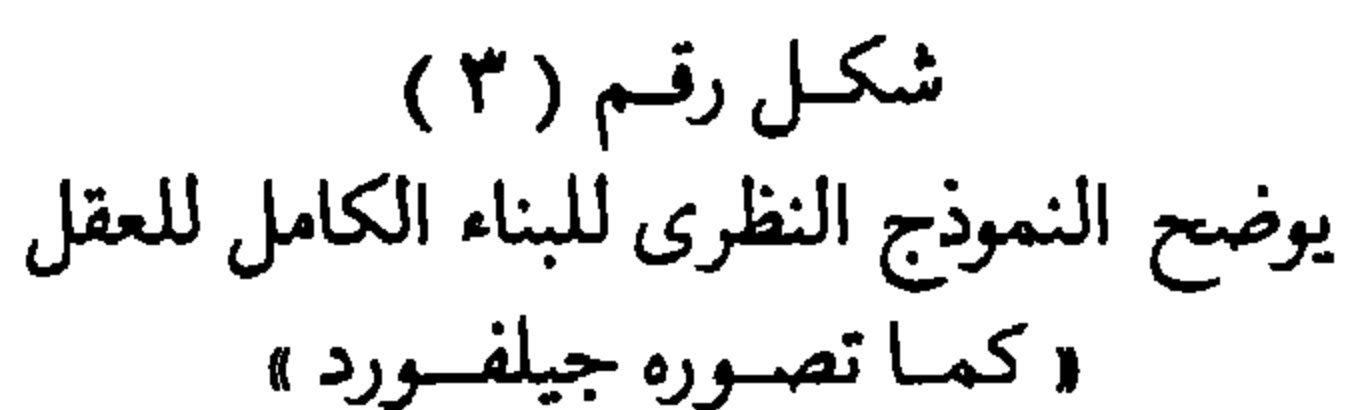 شكل رقم ( ٣ )
يوضح النموذج النظرى للبناء الكامل للعقل
« كما تصوره جيلفورد »